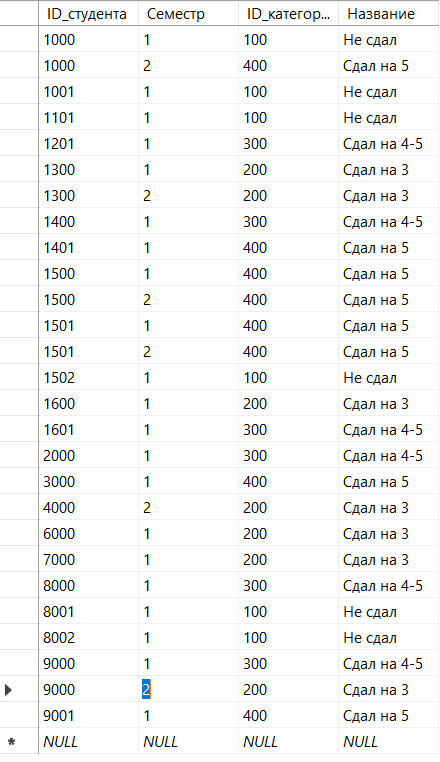 ID_студента Семестр ID_категор... Название
1000 1 100 Не сдал
1000 2 400 Сдал на 5
1001 1 100 Не сдал
1101 1 100 Не сдал
1201 1 300 Сдал на 4-5
1300 1 200 Сдал на 3
1300 2 200 Сдал на 3
1400 1 300 Сдал на 4-5
1401 1 400 Сдал на 5
1500 1 400 Сдал на 5
1500 2 400 Сдал на 5
1501 1 400 Сдал на 5
1501 2 400 Сдал на 5
1502 1 100 Не сдал
1600 1 200 Сдал на 3
1601 1 300 Сдал на 4-5
2000 1 300 Сдал на 4-5
3000 1 400 Сдал на 5
4000 2 200 Сдал на 3
6000 1 200 Сдал на 3
7000 1 200 Сдал на 3
8000 1 300 Сдал на 4-5
8001 1 100 Не сдал
8002 1 100 Не сдал
9000 1 300 Сдал на 4-5
9000 2 200 Сдал на 3
9001 1 400 Сдал на 5
NULL NULL NULL NULL